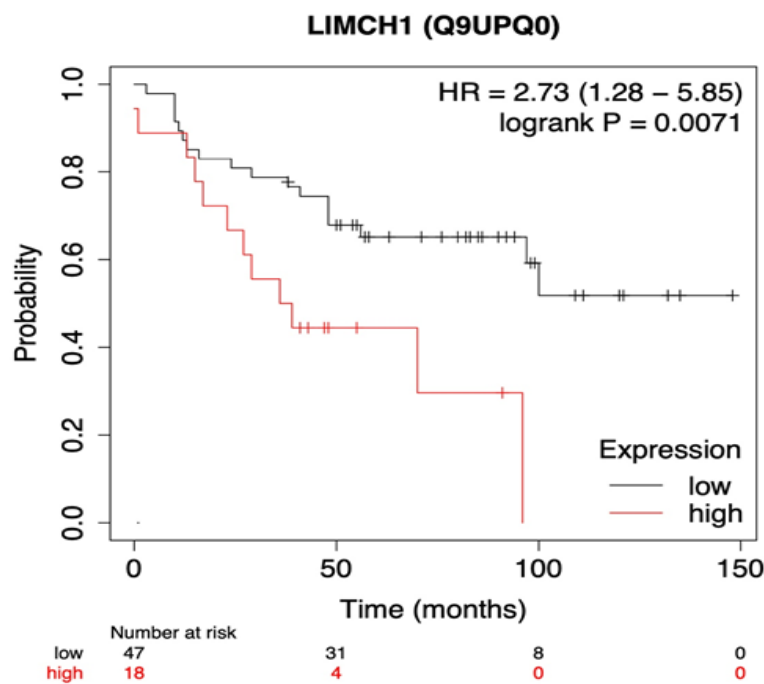 LIMCH1 (Q9UPQ0)
HR = 2.73 (1.28 – 5.85)
logrank P = 0.0071
Probability
1.0
0.8
0.6
0.4
0.2
0.0
Expression
low
high
0 50 100 150
Time (months)
Number at risk
low 47 31 8 0
high 18 4 0 0